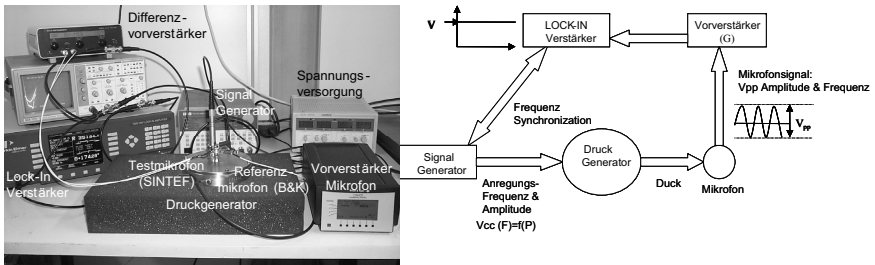 Differenz-
vorverstärker
Spannungs-
versorgung
Signal
Generator
Lock-In
Verstärker
Testmikrofon
(SINTEF)
Referenz-
mikrofon (B&K)
Druckgenerator
Vorverstärker
Mikrofon
V
LOCK-IN
Verstärker
Vorverstärker
(G)
Mikrofonsignal:
Vpp Amplitude & Frequenz
VPP
Frequenz
Synchronization
Signal
Generator
Druck
Generator
Anregungs-
Frequenz &
Amplitude
Vcc (F)=f(P)
Duck
Mikrofon